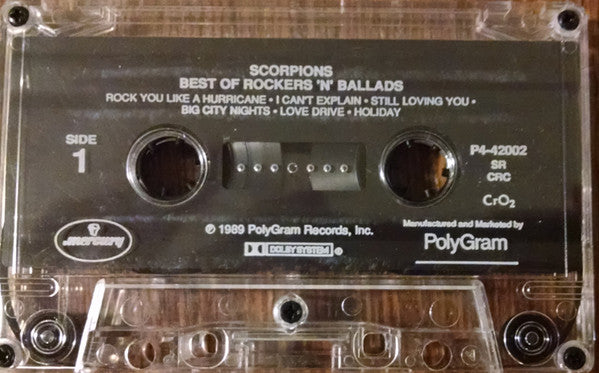 SCORPIONS
BEST OF ROCKERS 'N' BALLADS
ROCK YOU LIKE A HURRICANE • I CAN'T EXPLAIN • STILL LOVING YOU •
BIG CITY NIGHTS • LOVE DRIVE • HOLIDAY
SIDE
1
P4-42002
SR
CRC
CrO₂
℗ 1989 PolyGram Records, Inc.
DOLBY SYSTEM ®
mercury
Manufactured and Marketed by
PolyGram